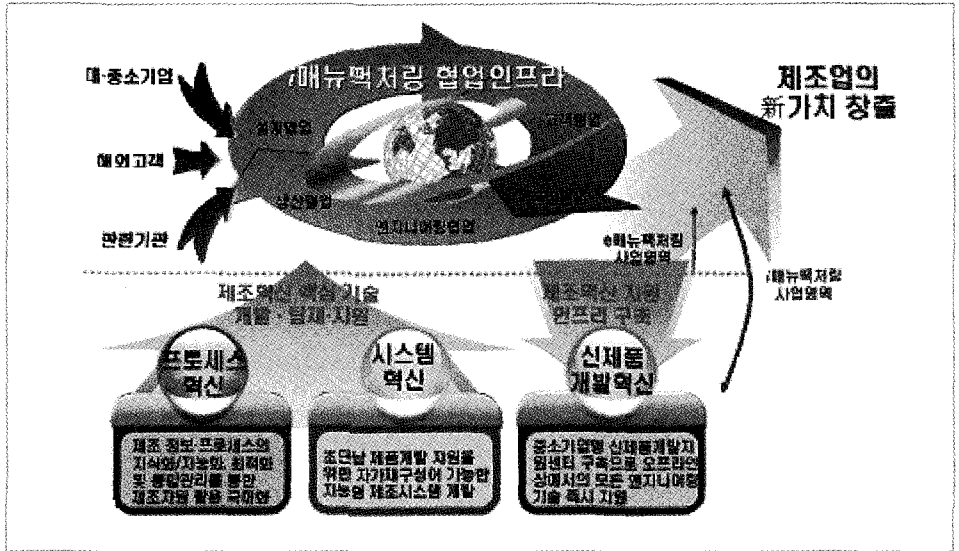 i매뉴팩처링 협업인프라
대·중소기업
해외고객
관련기관
설계협업
고객협업
생산협업
엔지니어링협업
제조업의
新가치 창출
e매뉴팩처링
사업영역
i매뉴팩처링
사업영역
제조혁신 핵심 기술
개발·탑재·지원
제조혁신 지원
인프라 구축
프로세스
혁신
시스템
혁신
신제품
개발혁신
제조 정보 프로세스의
지식화/지능화, 최적화
및 통합관리를 통한
제조자원 활용 극대화
초단납 제품개발 지원을
위한 자가재구성이 가능한
지능형 제조시스템 개발
중소기업형 신제품개발지
원센터 구축으로 오프라인
상에서의 모든 엔지니어링
기술 즉시 지원